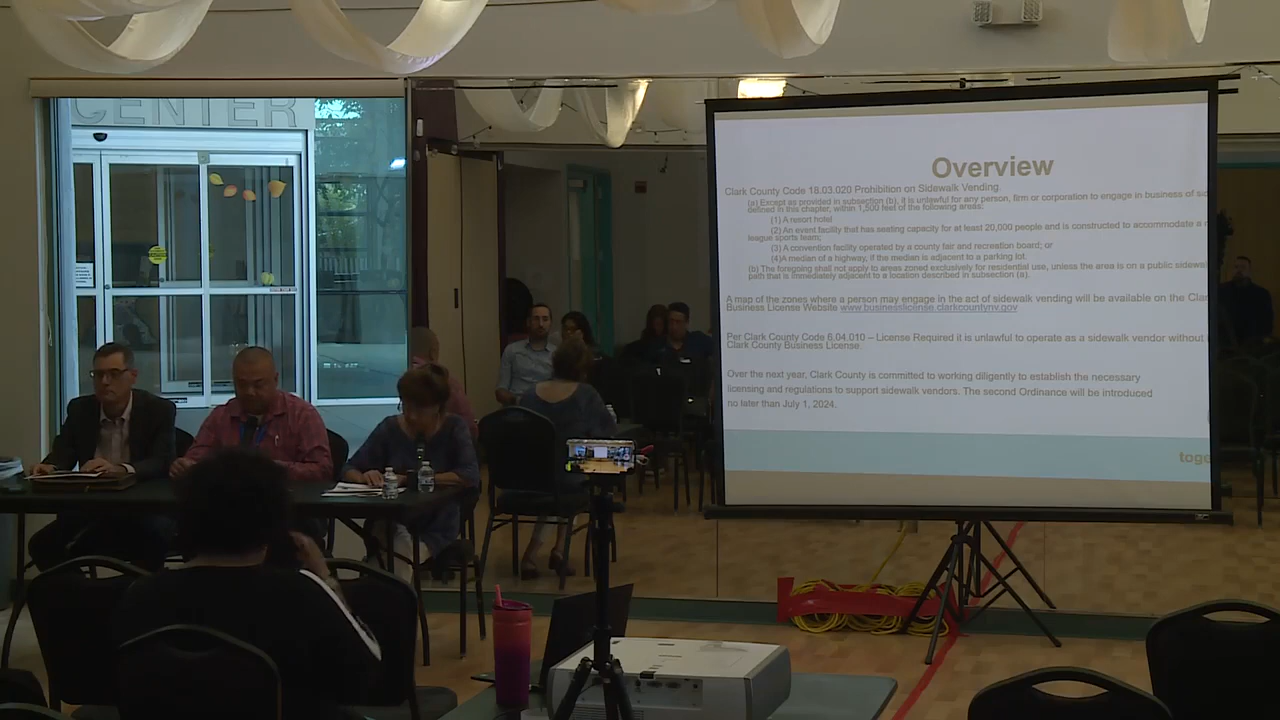 CENTER
Overview
Clark County Code 18.03.020 Prohibition on Sidewalk Vending
(a) Except as provided in subsection (b), it is unlawful for any person, firm or corporation to engage in business of
defined in this chapter, within 1,500 feet of the following areas:
(1) A resort hotel
(2) An event facility that has seating capacity for at least 20,000 people and is constructed to accommodate a
league sports team;
(3) A convention facility operated by a county fair and recreation board; or
(4) A median of a highway, if the median is adjacent to a parking lot.
(b) The foregoing shall not apply to areas zoned exclusively for residential use, unless the area is on a public
path that is immediately adjacent to a location described in subsection (a).
A map of the zones where a person may engage in the act of sidewalk vending will be available on the
Business License Website www.businesslicense.clarkcountynv.gov
Per Clark County Code 6.04.010 – License Required it is unlawful to operate as a sidewalk vendor without
Clark County Business License.
Over the next year, Clark County is committed to working diligently to establish the necessary
licensing and regulations to support sidewalk vendors. The second Ordinance will be introduced
no later than July 1, 2024.
toge